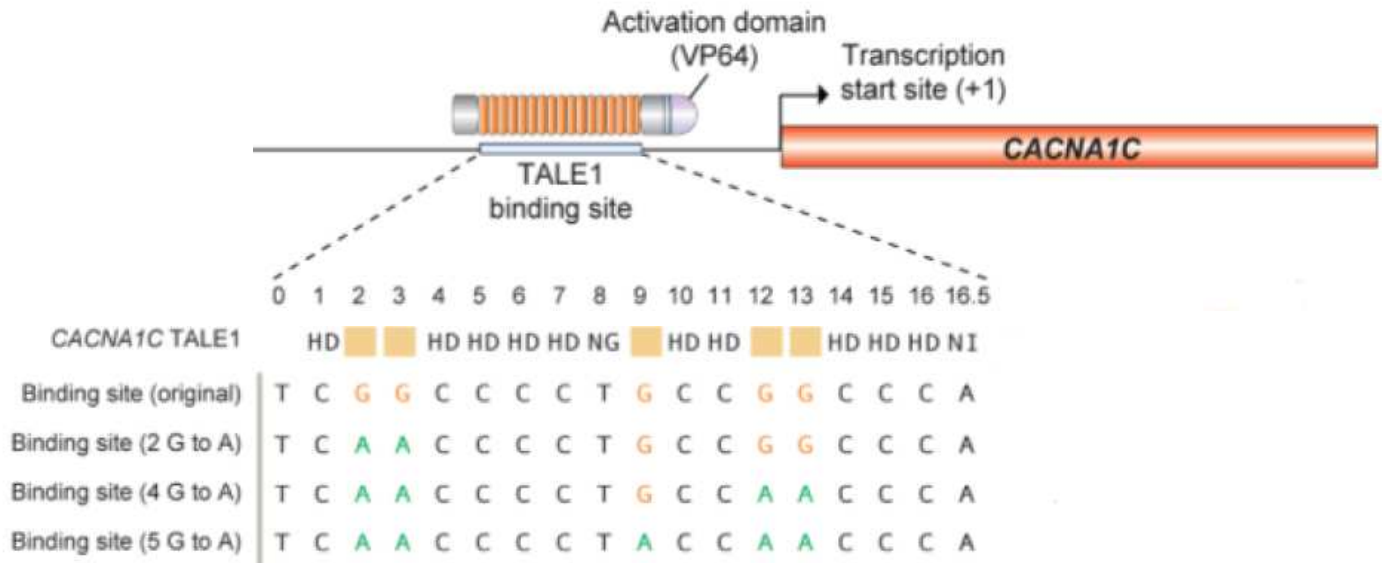 Activation domain
(VP64)
Transcription
start site (+1)
CACNA1C
TALE1
binding site
0 1 2 3 4 5 6 7 8 9 10 11 12 13 14 15 16 16.5
CACNA1C TALE1 HD HD HD HD HD NG HD HD HD HD HD NI
Binding site (original) T C G G C C C C T G C C G G C C C A
Binding site (2 G to A) T C A A C C C C T G C C G G C C C A
Binding site (4 G to A) T C A A C C C C T G C C A A C C C A
Binding site (5 G to A) T C A A C C C C T A C C A A C C C A